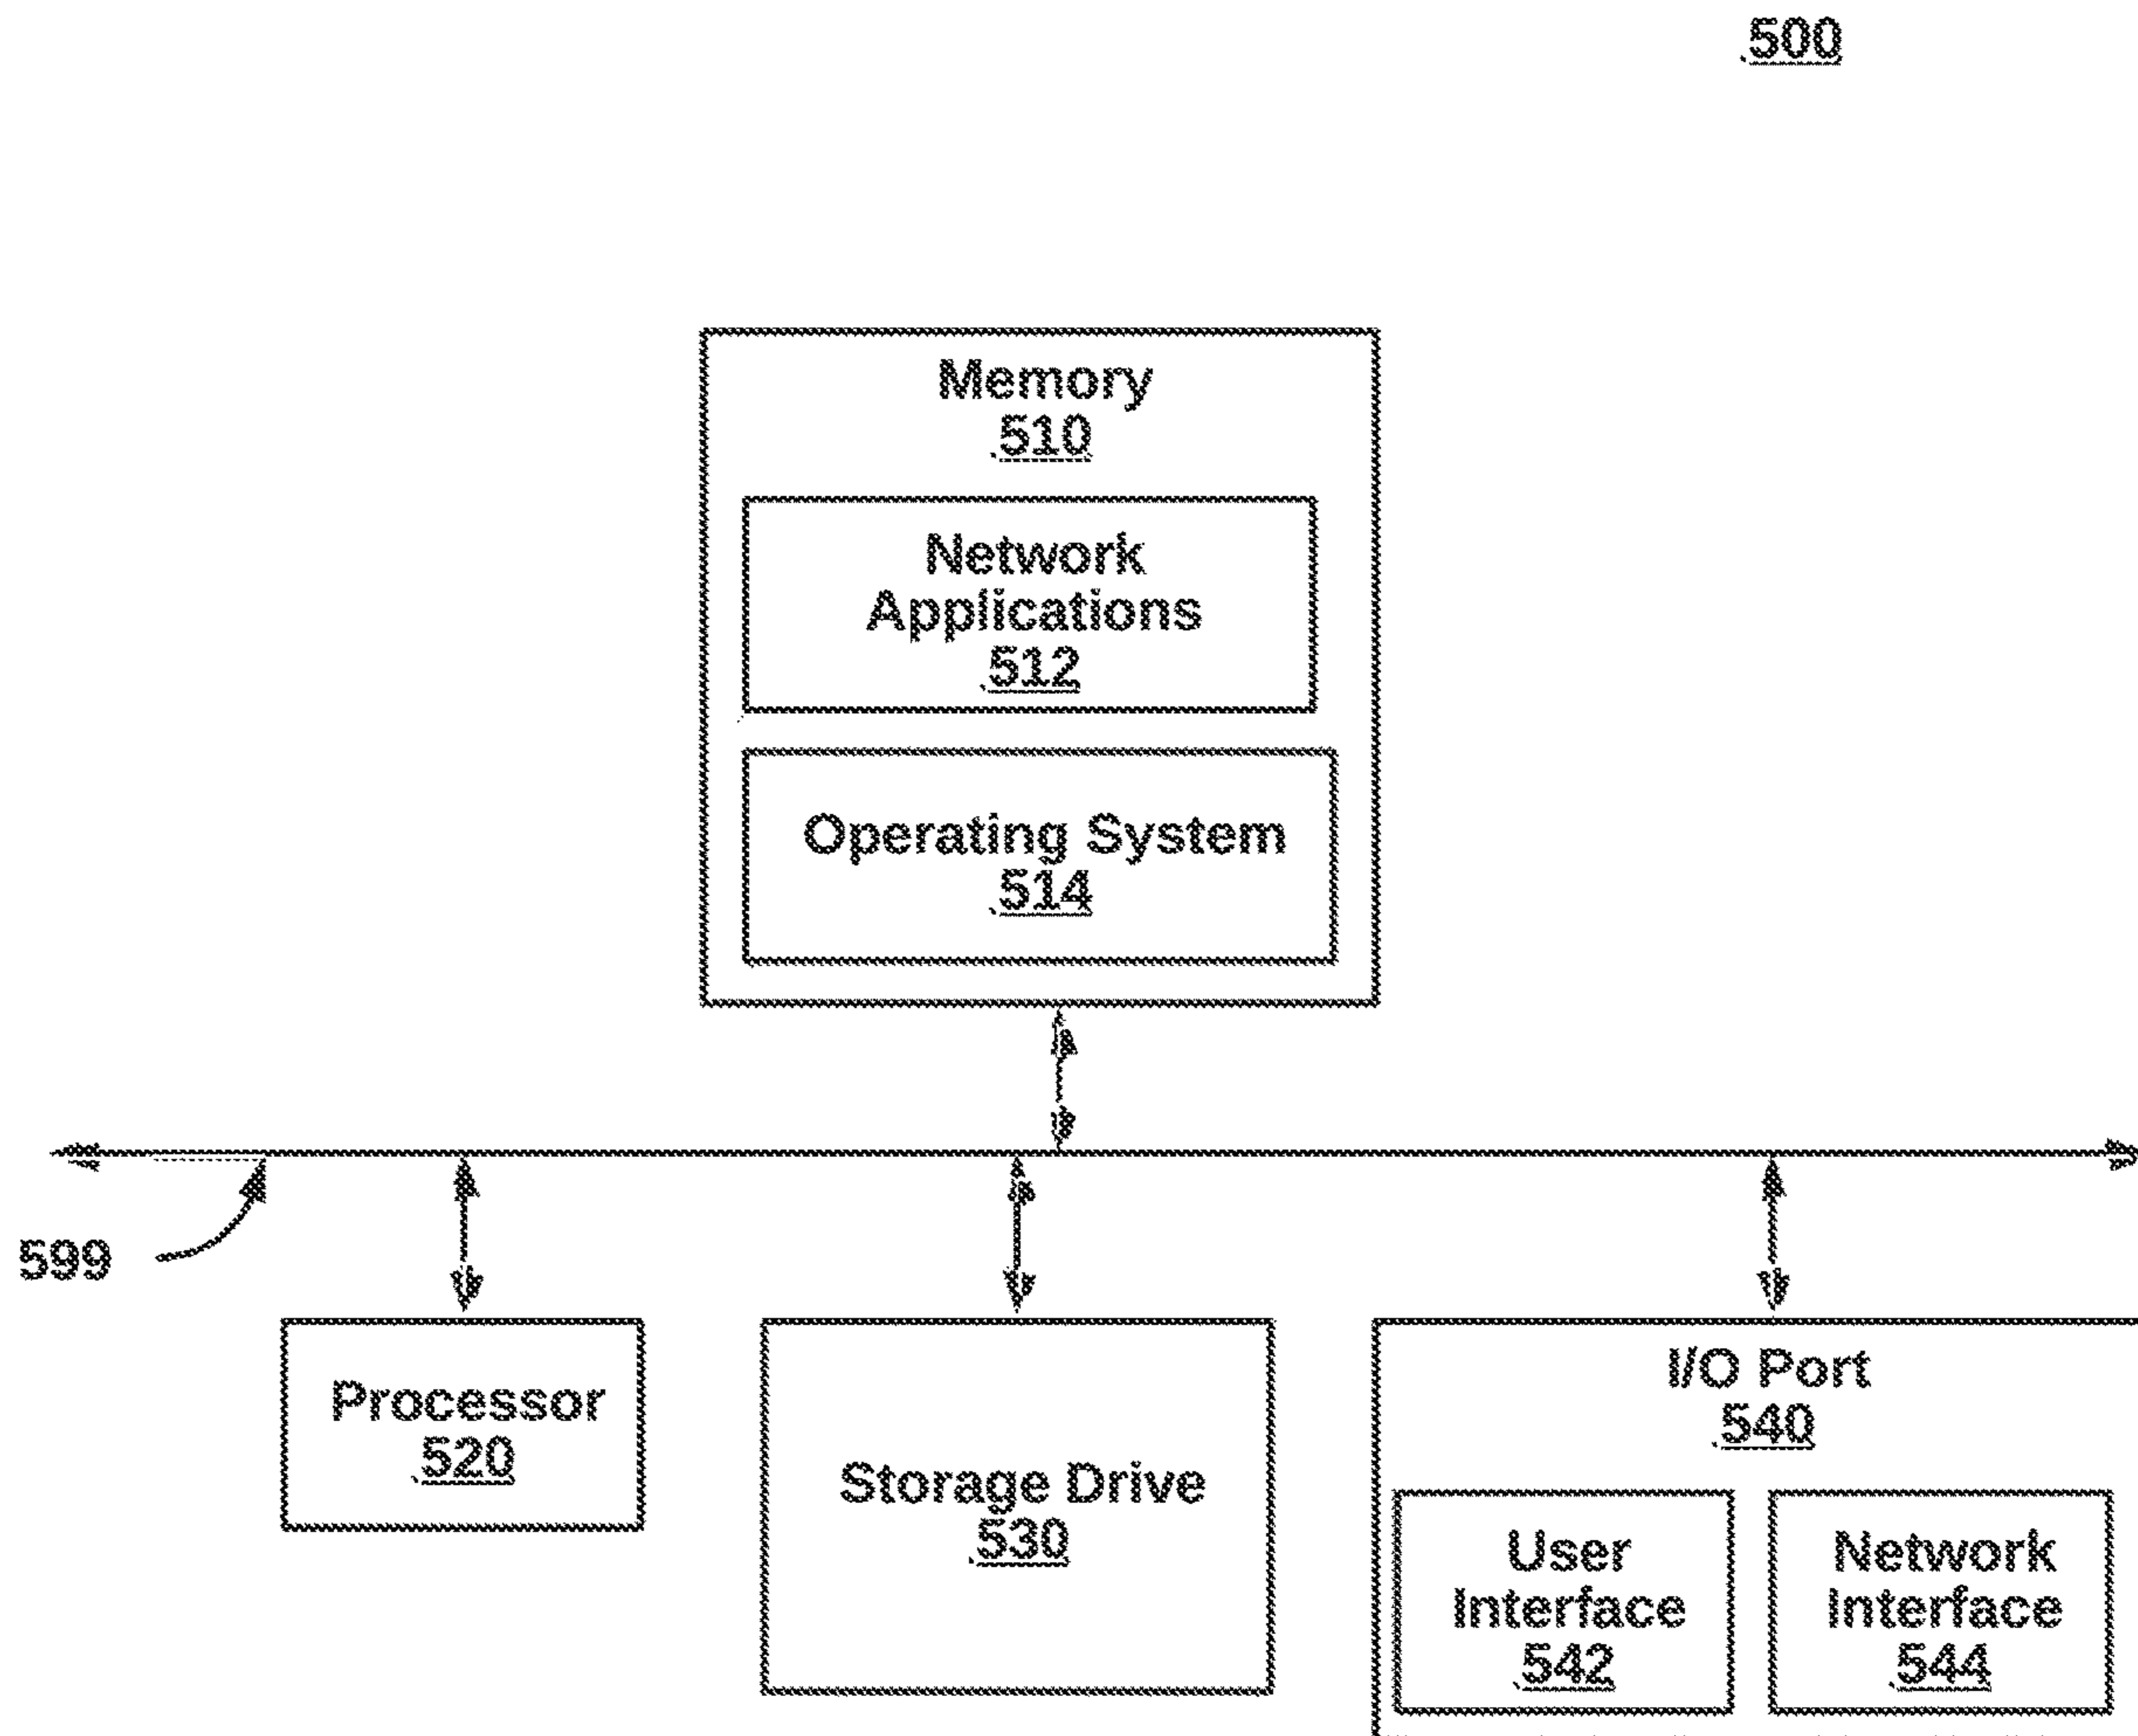 500
Memory
510
Network
Applications
512
Operating System
514
599
Processor
520
Storage Drive
530
I/O Port
540
User
Interface
542
Network
Interface
544